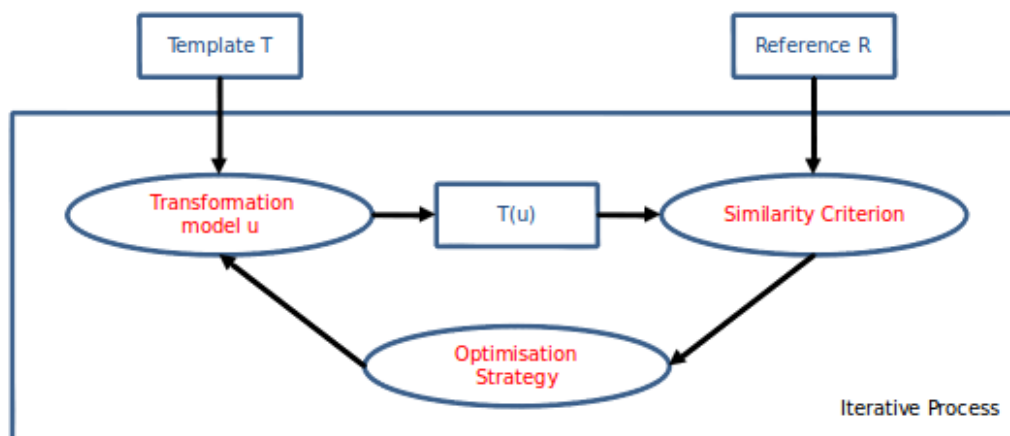 Template T
Reference R
Transformation
model u
T(u)
Similarity Criterion
Optimisation
Strategy
Iterative Process